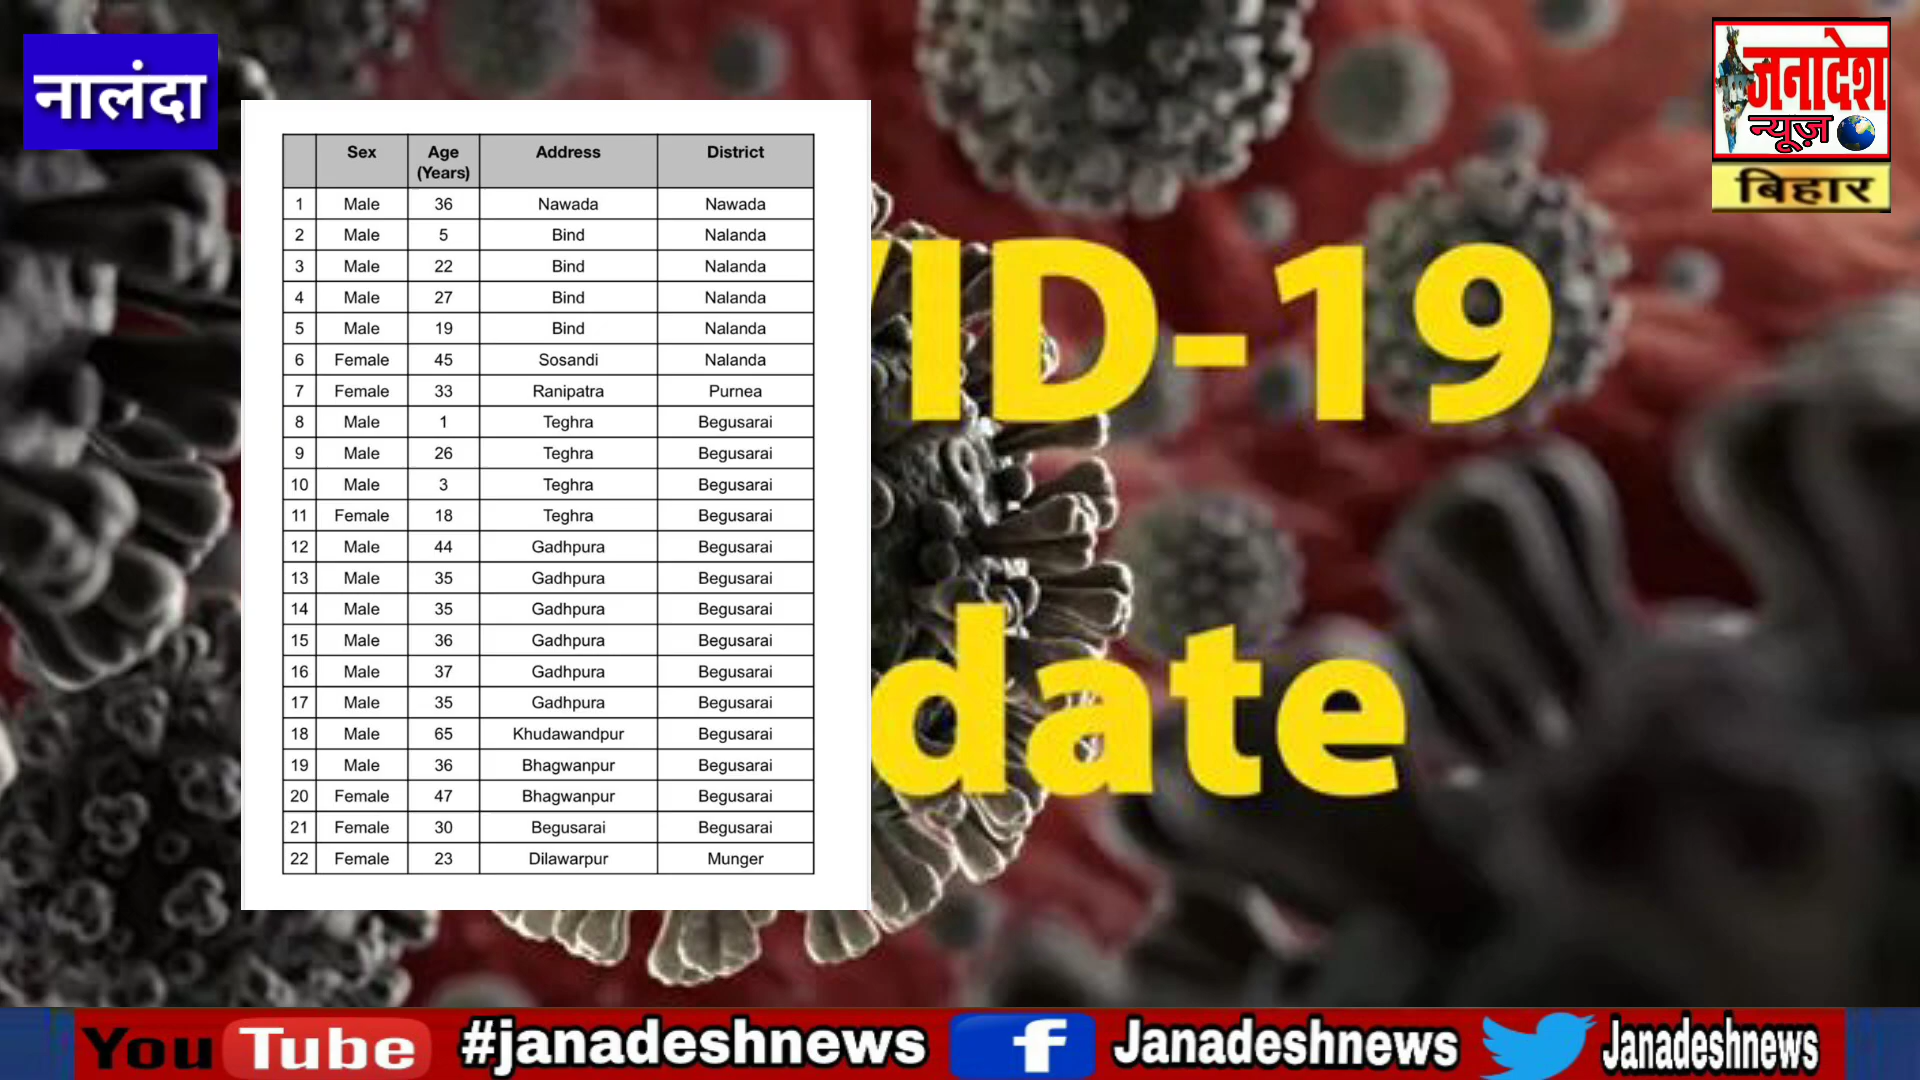 नालंदा
जनादेश
न्यूज़
बिहार
Sex Age (Years) Address District
1 Male 36 Nawada Nawada
2 Male 5 Bind Nalanda
3 Male 22 Bind Nalanda
4 Male 27 Bind Nalanda
5 Male 19 Bind Nalanda
6 Female 45 Sosandi Nalanda
7 Female 33 Ranipatra Purnea
8 Male 1 Teghra Begusarai
9 Male 26 Teghra Begusarai
10 Male 3 Teghra Begusarai
11 Female 18 Teghra Begusarai
12 Male 44 Gadhpura Begusarai
13 Male 35 Gadhpura Begusarai
14 Male 35 Gadhpura Begusarai
15 Male 36 Gadhpura Begusarai
16 Male 37 Gadhpura Begusarai
17 Male 35 Gadhpura Begusarai
18 Male 65 Khudawandpur Begusarai
19 Male 36 Bhagwanpur Begusarai
20 Female 47 Bhagwanpur Begusarai
21 Female 30 Begusarai Begusarai
22 Female 23 Dilawarpur Munger
VID-19
date
You Tube #janadeshnews f Janadeshnews Janadeshnews